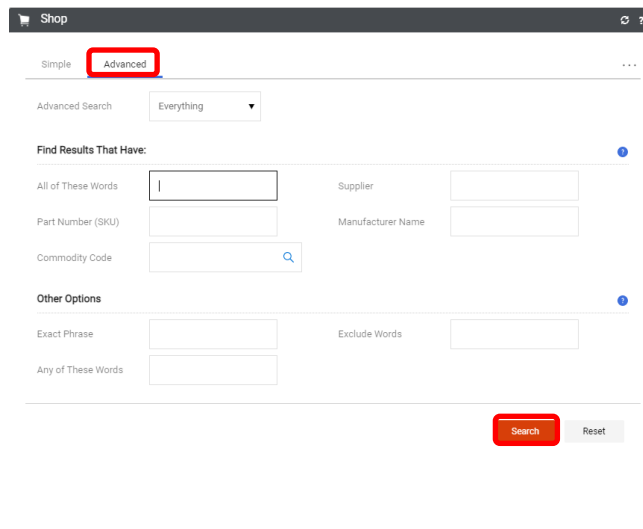 Shop
Simple Advanced ...
Advanced Search Everything
Find Results That Have: ?
All of These Words Supplier
Part Number (SKU) Manufacturer Name
Commodity Code
Other Options ?
Exact Phrase Exclude Words
Any of These Words
Search Reset